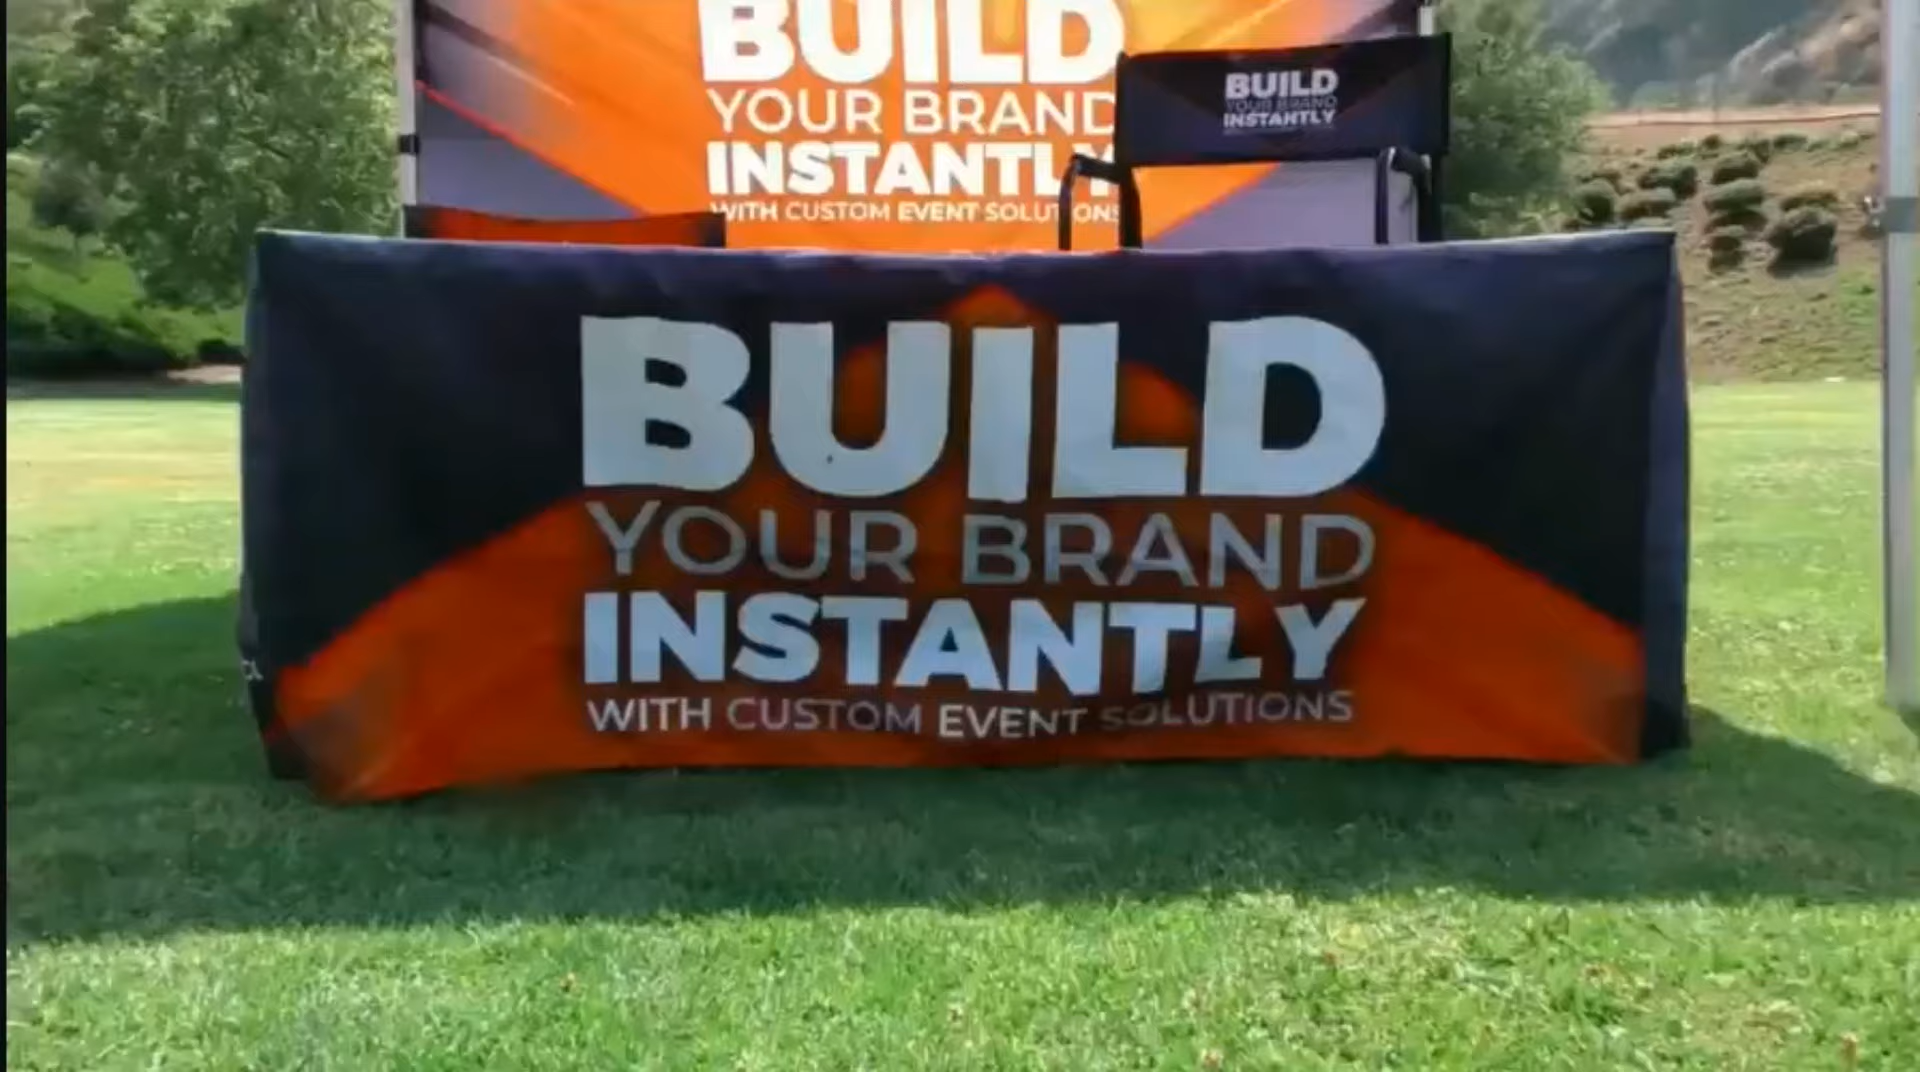 BUILD
YOUR BRAND
INSTANTLY
WITH CUSTOM EVENT SOLUTIONS
BUILD
YOUR BRAND
INSTANTLY
BUILD
YOUR BRAND
INSTANTLY
WITH CUSTOM EVENT SOLUTIONS